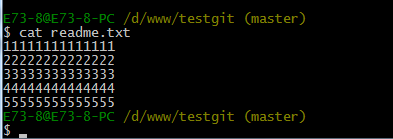 E73-8@E73-8-PC /d/www/testgit (master)
$ cat readme.txt
11111111111111
22222222222222
33333333333333
44444444444444
55555555555555
E73-8@E73-8-PC /d/www/testgit (master)
$